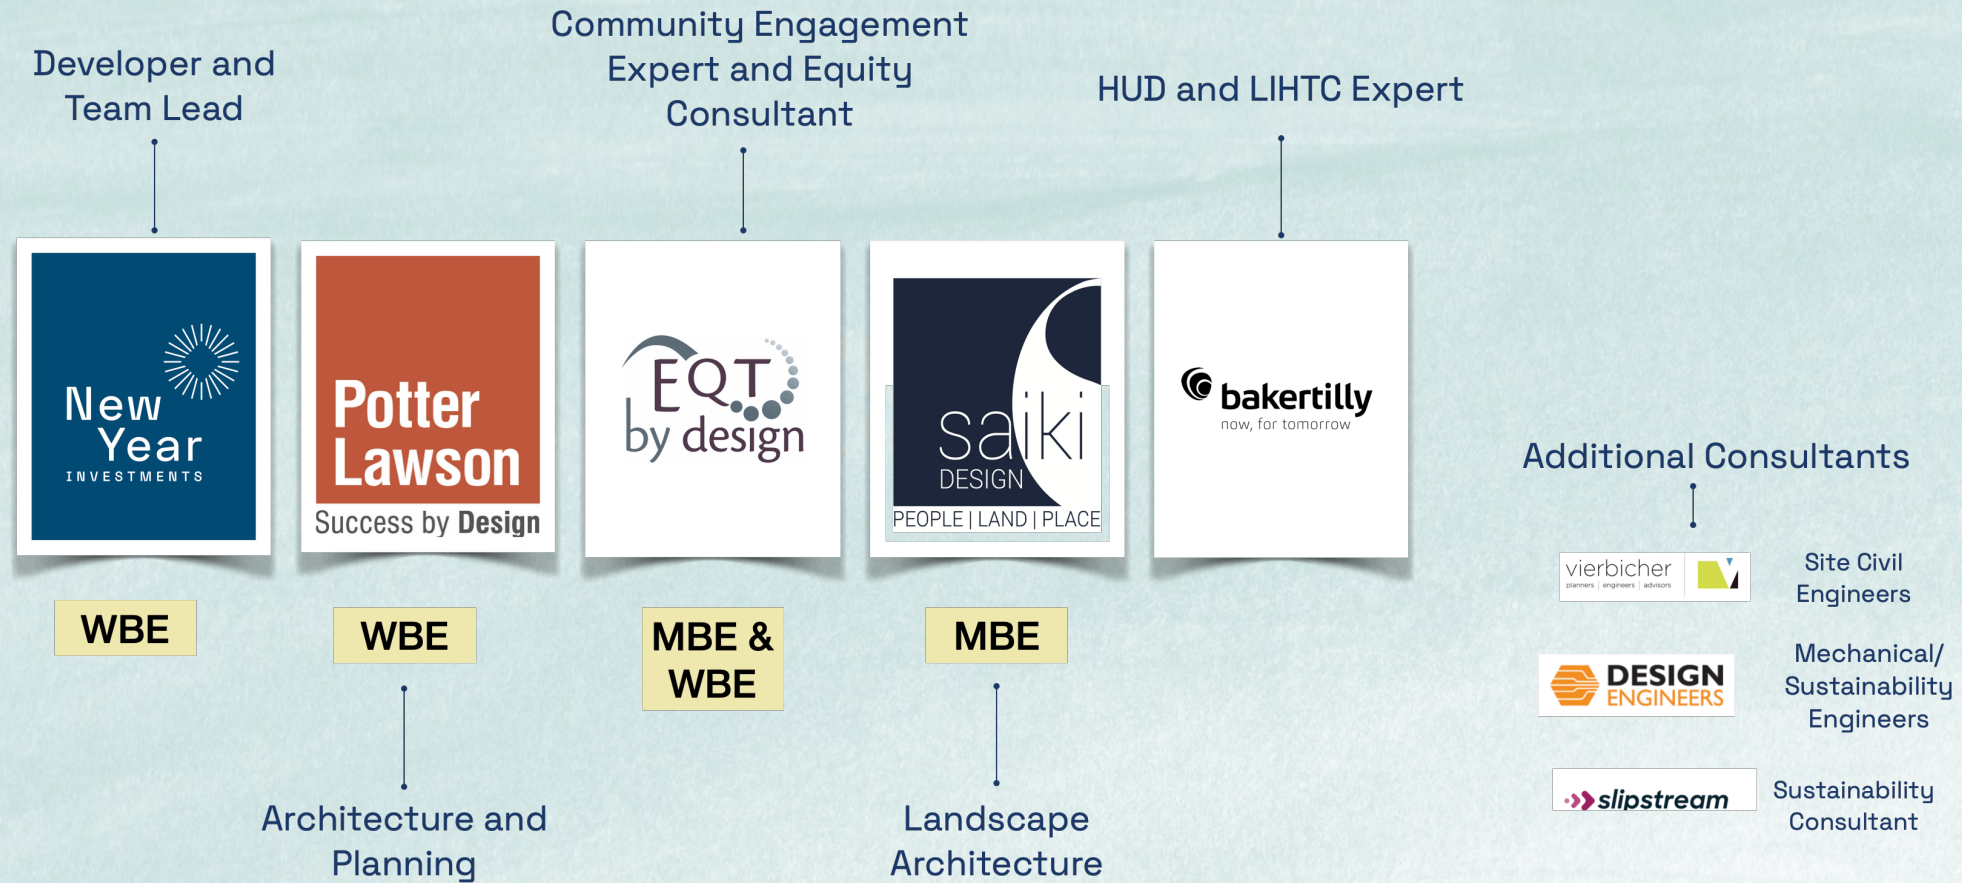 Developer and
Team Lead
Community Engagement
Expert and Equity
Consultant
HUD and LIHTC Expert
New
Year
INVESTMENTS
Potter
Lawson
Success by Design
EQT
by design
saiki
DESIGN
PEOPLE | LAND | PLACE
bakertilly
now, for tomorrow
WBE
WBE
MBE &
WBE
MBE
Architecture and
Planning
Landscape
Architecture
Additional Consultants
vierbicher
planners | engineers | advisors
Site Civil
Engineers
DESIGN
ENGINEERS
Mechanical/
Sustainability
Engineers
slipstream
Sustainability
Consultant